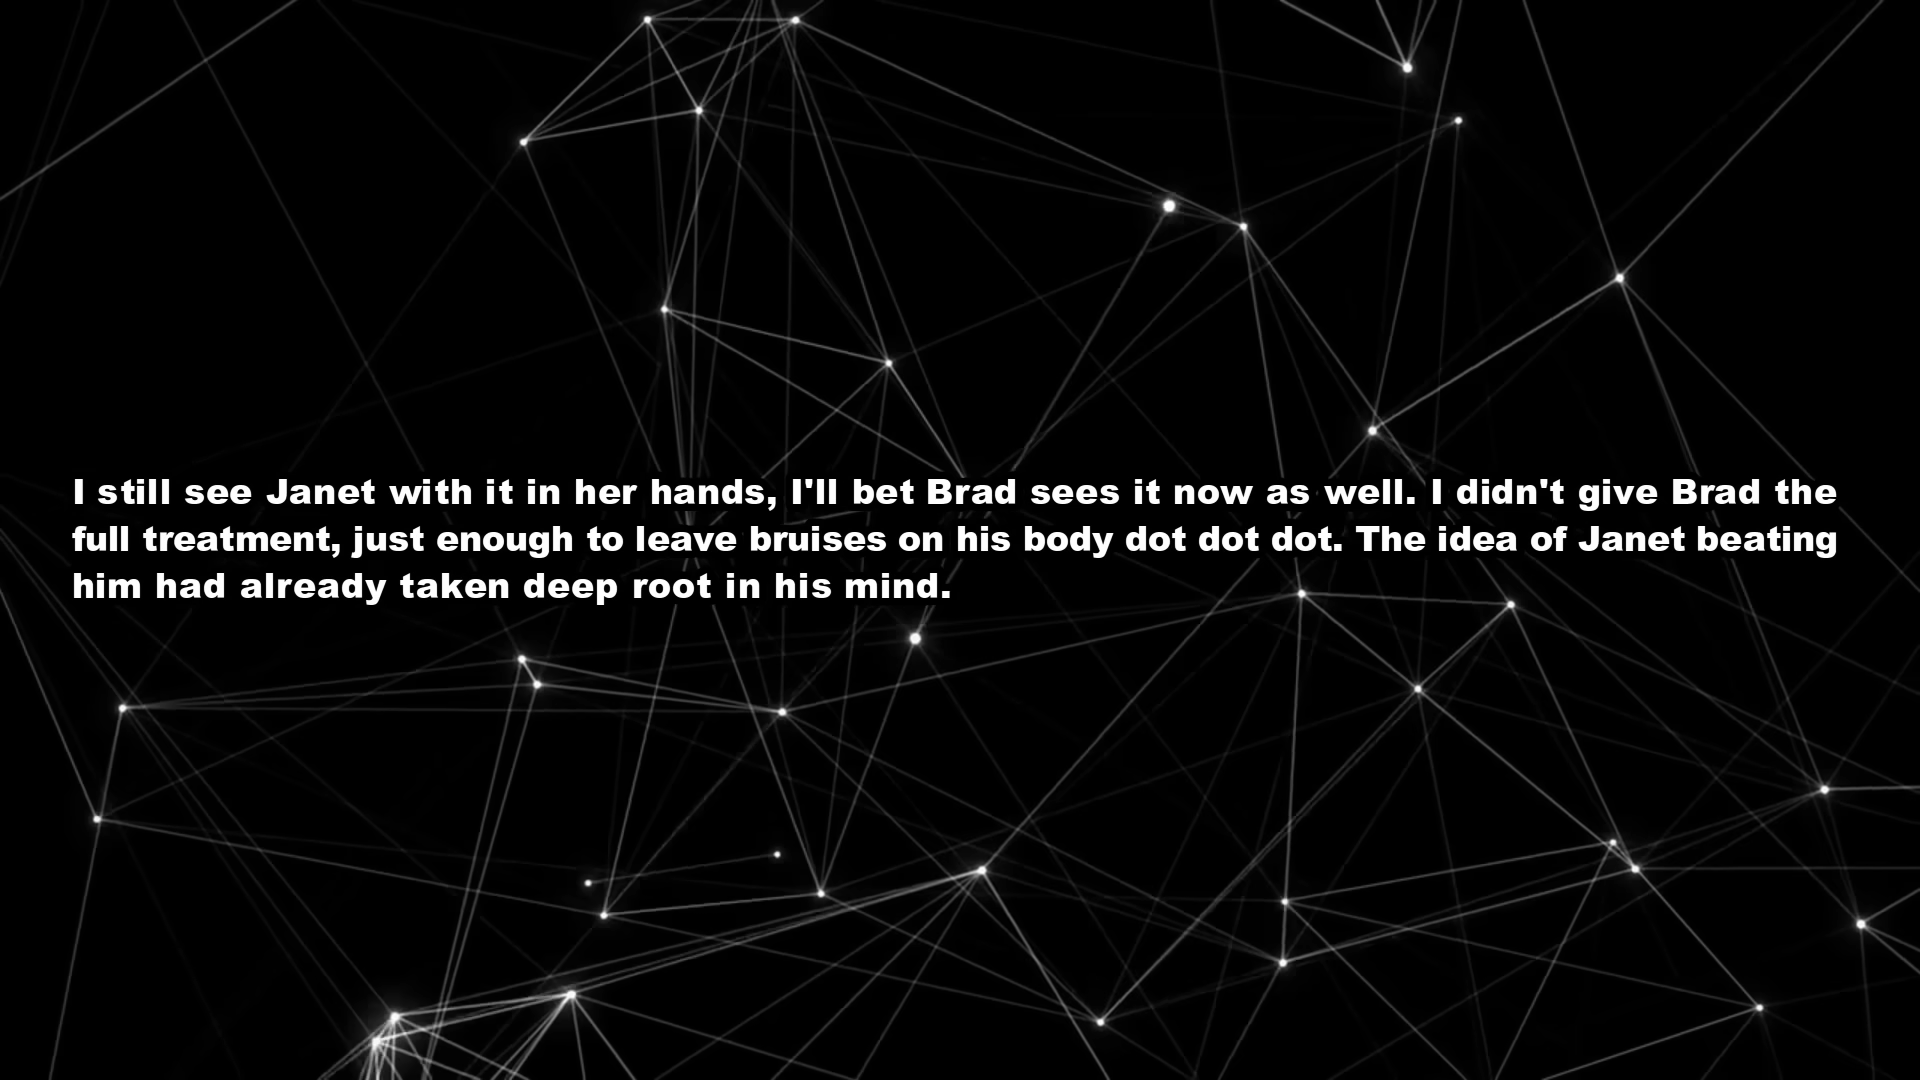 I still see Janet with it in her hands, I'll bet Brad sees it now as well. I didn't give Brad the
full treatment, just enough to leave bruises on his body dot dot dot. The idea of Janet beating
him had already taken deep root in his mind.